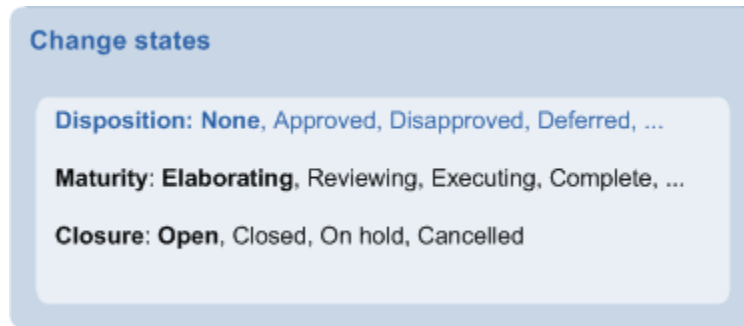 Change states
Disposition: None, Approved, Disapproved, Deferred, ...
Maturity: Elaborating, Reviewing, Executing, Complete, ...
Closure: Open, Closed, On hold, Cancelled